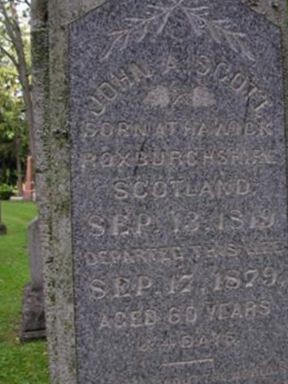 JOHN A. SCOTT
BORN AT HAWICK
ROXBURGHSHIRE
SCOTLAND
SEP. 13. 1819
DEPARTED THIS LIFE
SEP. 17. 1879.
AGED 60 YEARS
DAYS